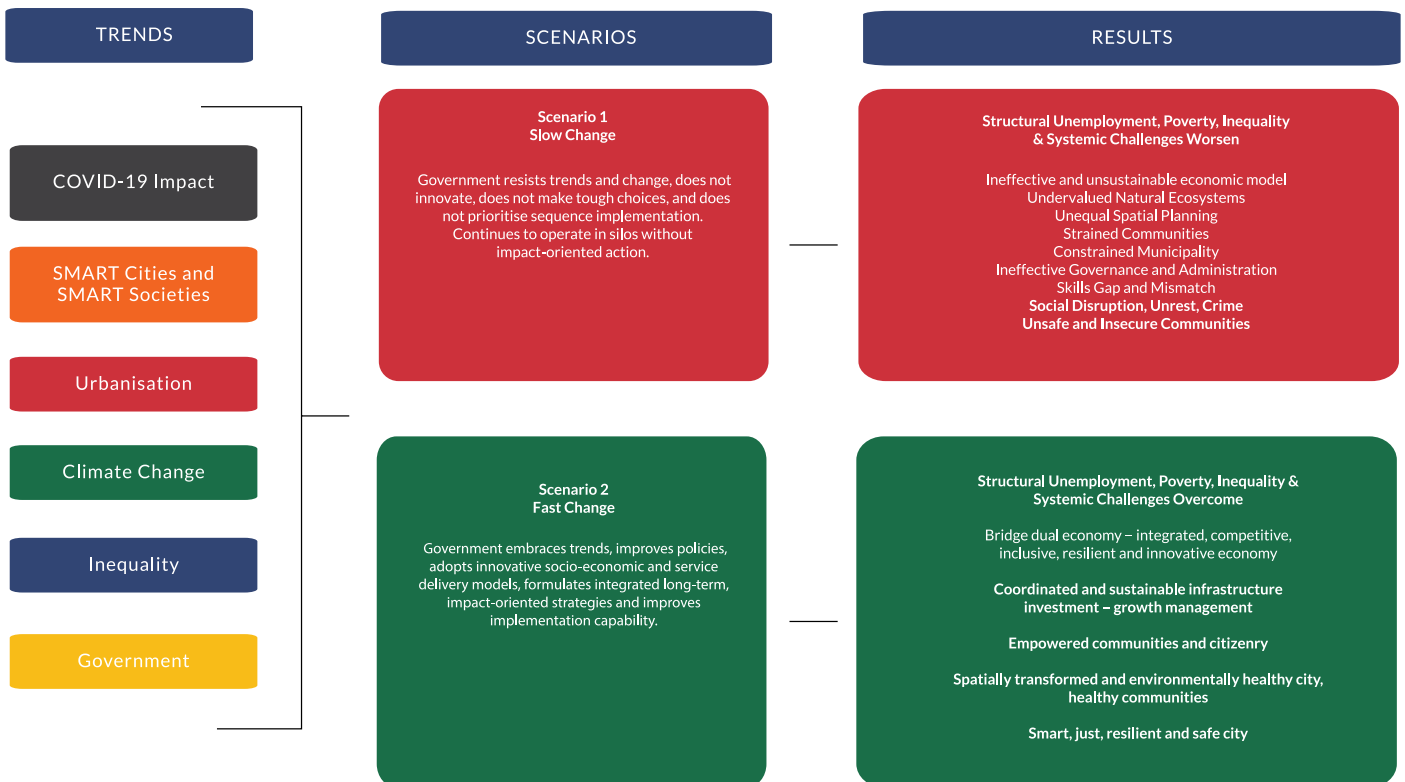 TRENDS
SCENARIOS
RESULTS
COVID-19 Impact
SMART Cities and
SMART Societies
Urbanisation
Climate Change
Inequality
Government
Scenario 1
Slow Change
Government resists trends and change, does not
innovate, does not make tough choices, and does
not prioritise sequence implementation.
Continues to operate in silos without
impact-oriented action.
Structural Unemployment, Poverty, Inequality
& Systemic Challenges Worsen
Ineffective and unsustainable economic model
Undervalued Natural Ecosystems
Unequal Spatial Planning
Strained Communities
Constrained Municipality
Ineffective Governance and Administration
Skills Gap and Mismatch
Social Disruption, Unrest, Crime
Unsafe and Insecure Communities
Scenario 2
Fast Change
Government embraces trends, improves policies,
adopts innovative socio-economic and service
delivery models, formulates integrated long-term,
impact-oriented strategies and improves
implementation capability.
Structural Unemployment, Poverty, Inequality &
Systemic Challenges Overcome
Bridge dual economy – integrated, competitive,
inclusive, resilient and innovative economy
Coordinated and sustainable infrastructure
investment – growth management
Empowered communities and citizenry
Spatially transformed and environmentally healthy city,
healthy communities
Smart, just, resilient and safe city